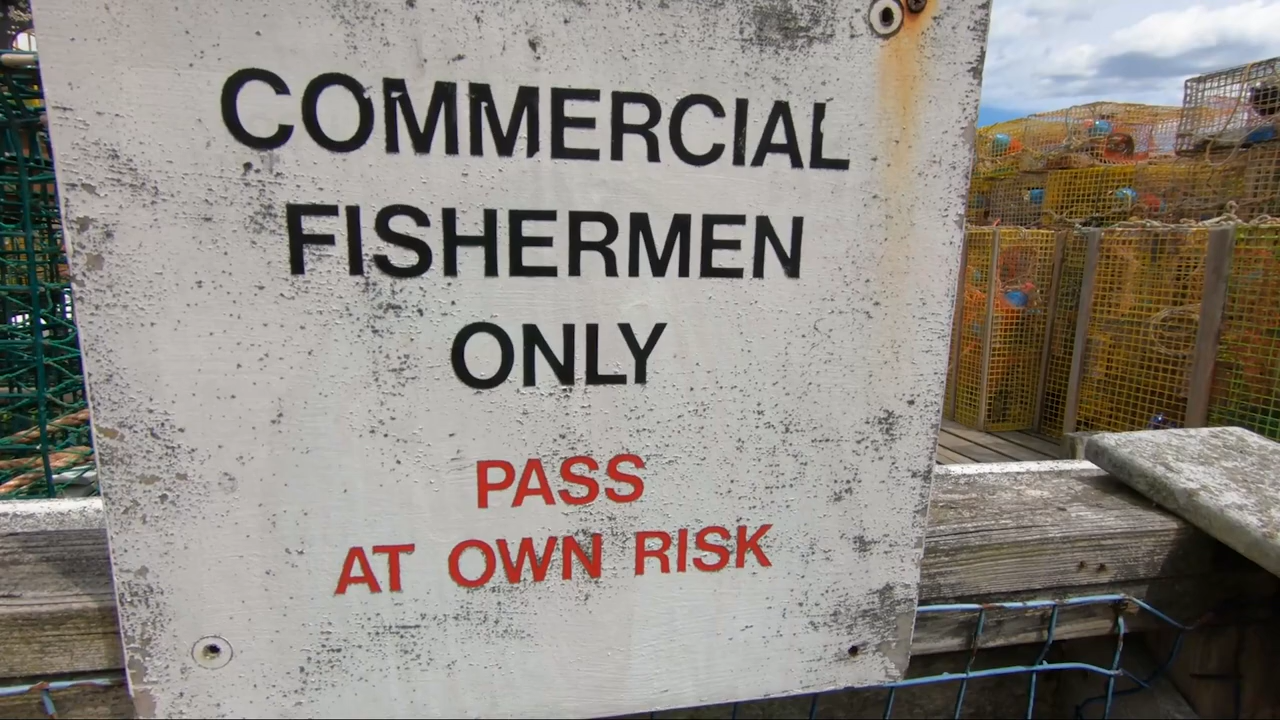 COMMERCIAL
FISHERMEN
ONLY
PASS
AT OWN RISK